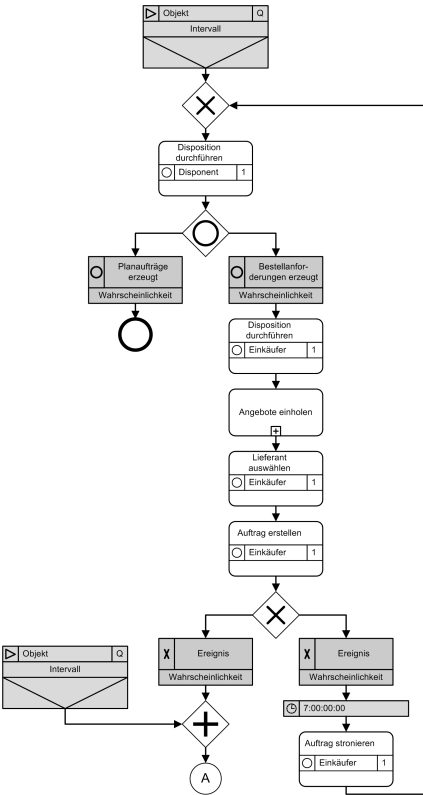 Objekt Q
Intervall
Disposition
durchführen
Disponent 1
Planaufträge
erzeugt
Wahrscheinlichkeit
Bestellanfor-
derungen erzeugt
Wahrscheinlichkeit
Disposition
durchführen
Einkäufer 1
Angebote einholen
Lieferant
auswählen
Einkäufer 1
Auftrag erstellen
Einkäufer 1
X Ereignis
Wahrscheinlichkeit
X Ereignis
Wahrscheinlichkeit
Objekt Q
Intervall
7:00:00:00
Auftrag stronieren
Einkäufer 1
A